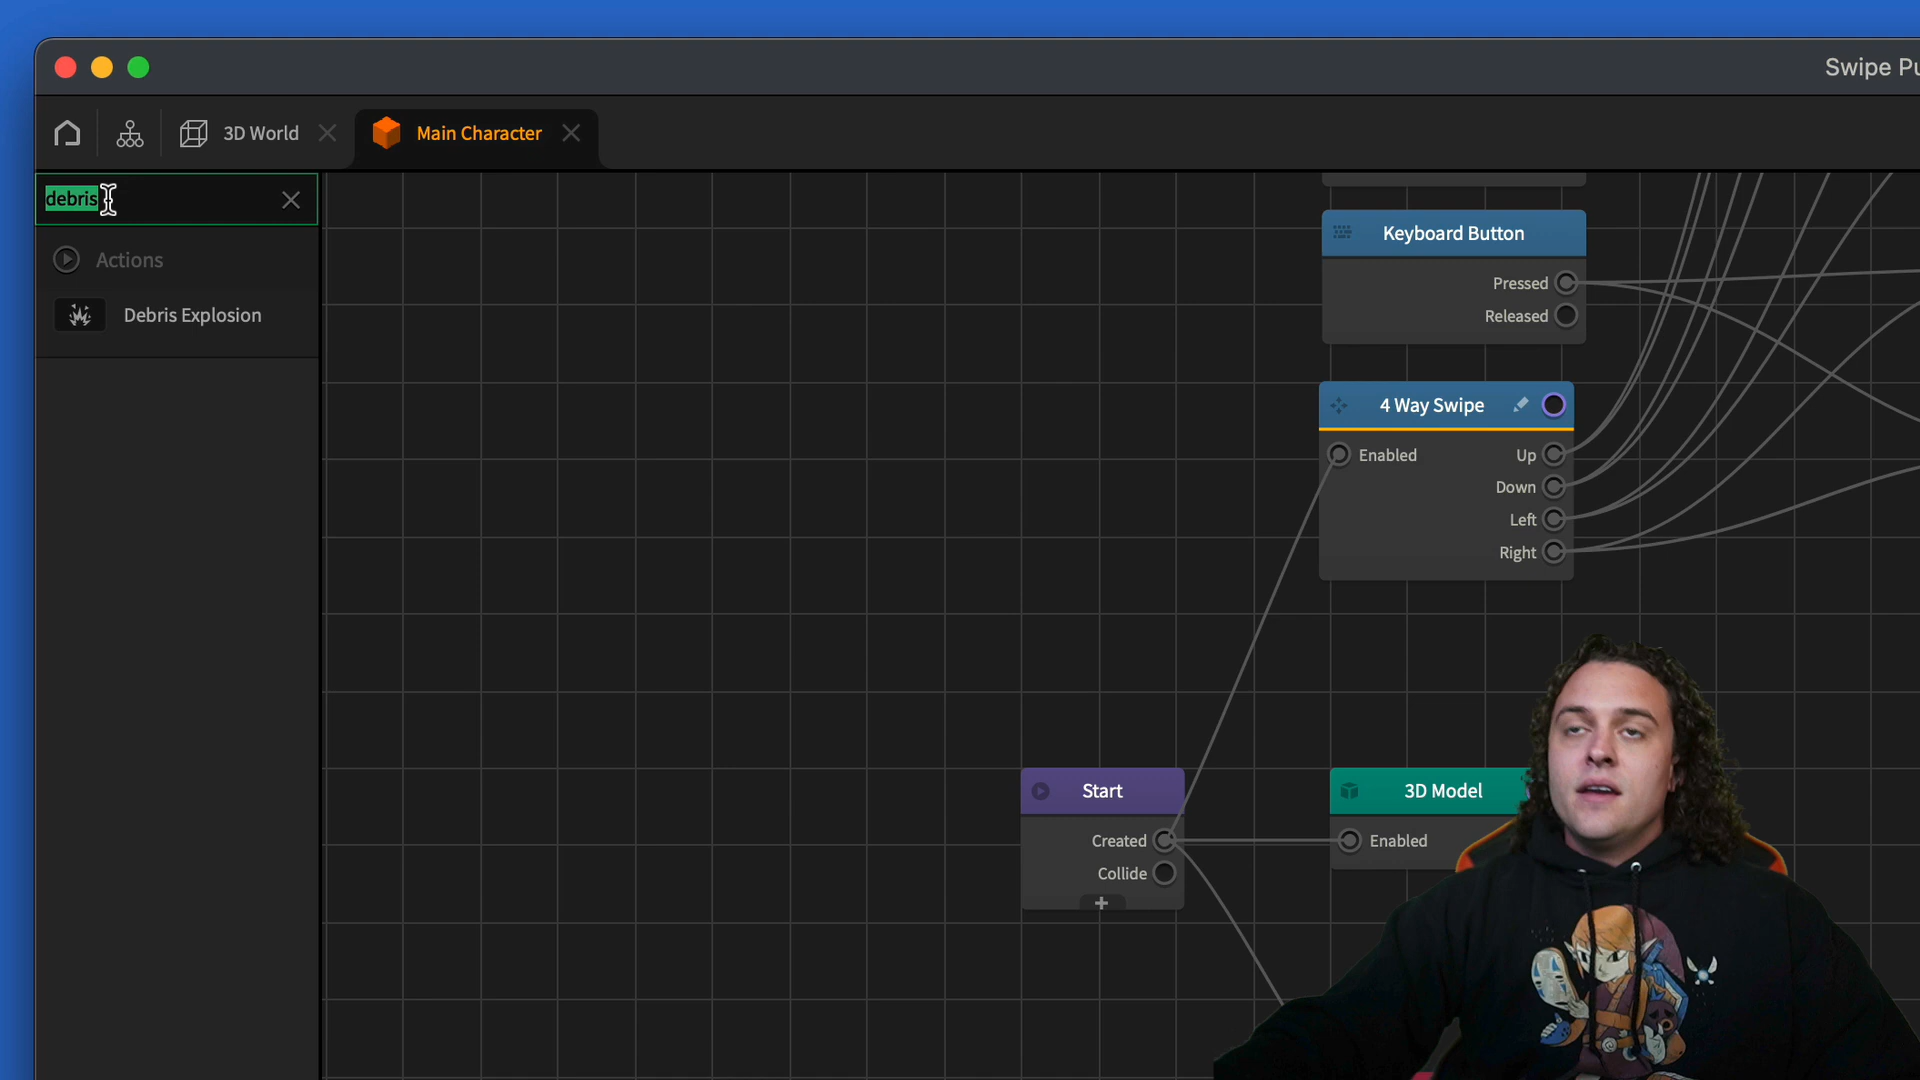 Swipe Pu
3D World
Main Character
debris
Actions
Debris Explosion
Keyboard Button
Pressed
Released
4 Way Swipe
Enabled
Up
Down
Left
Right
Start
Created
Collide
+
3D Model
Enabled